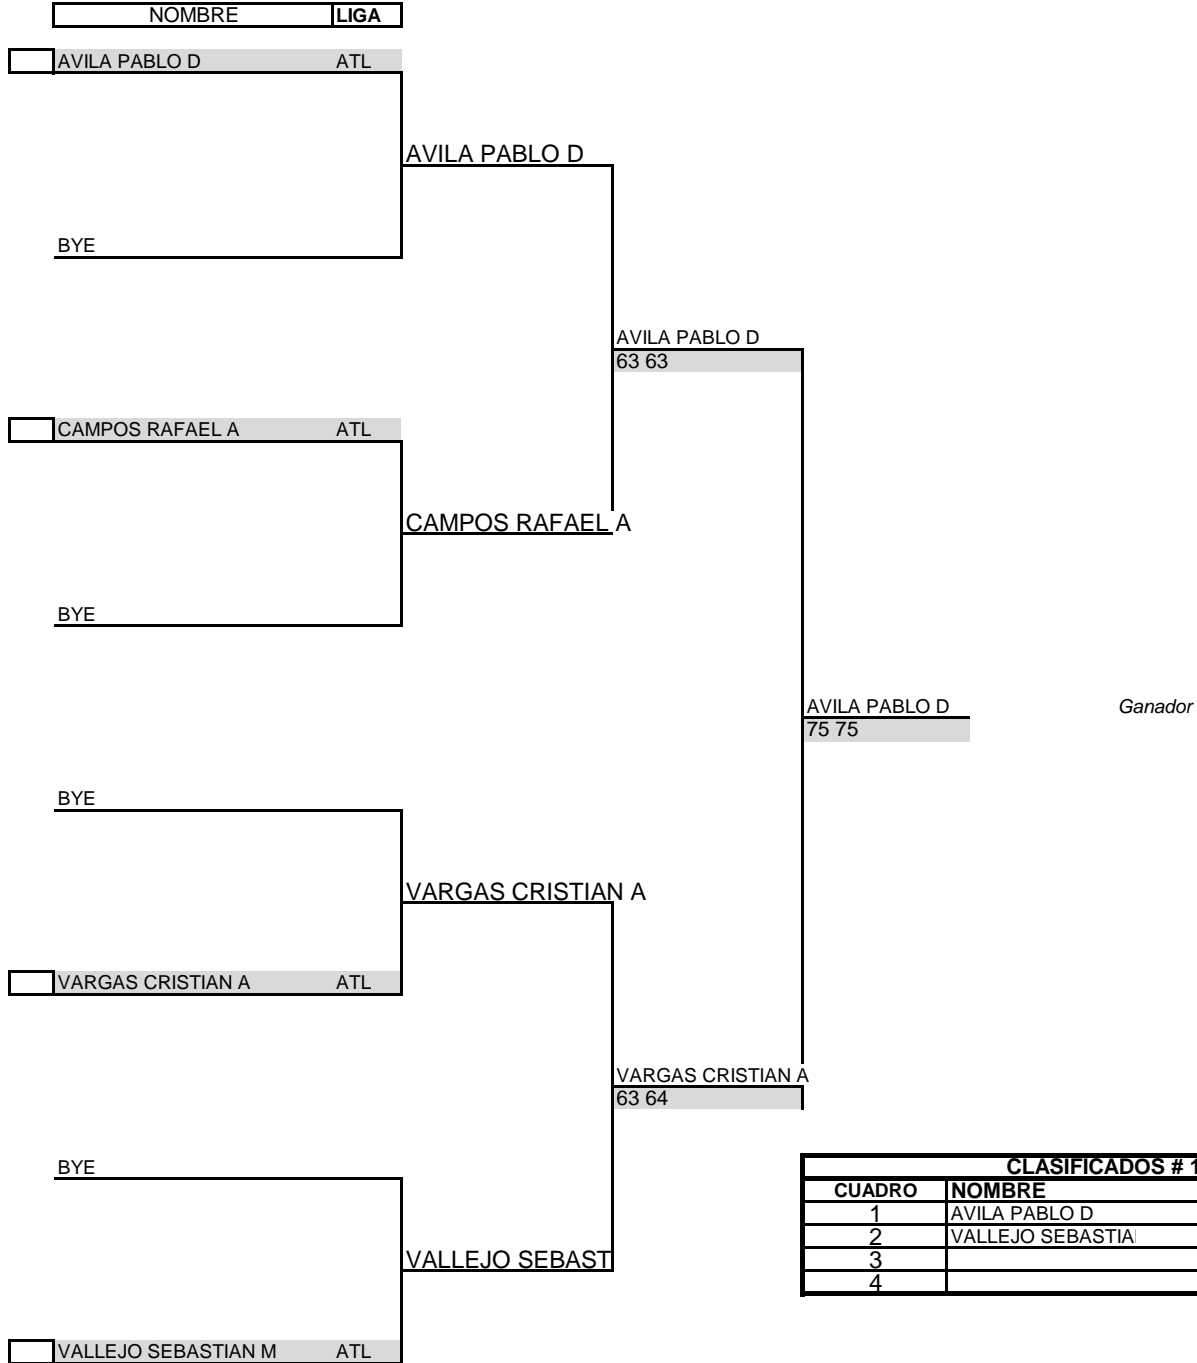 NOMBRE LIGA
AVILA PABLO D ATL
AVILA PABLO D
BYE
AVILA PABLO D
63 63
CAMPOS RAFAEL A ATL
CAMPOS RAFAEL A
BYE
AVILA PABLO D Ganador
75 75
BYE
VARGAS CRISTIAN A
VARGAS CRISTIAN A ATL
VARGAS CRISTIAN A
63 64
BYE
CLASIFICADOS # 1
CUADRO NOMBRE
1 AVILA PABLO D
2 VALLEJO SEBASTIA
3
4
VALLEJO SEBAST
VALLEJO SEBASTIAN M ATL